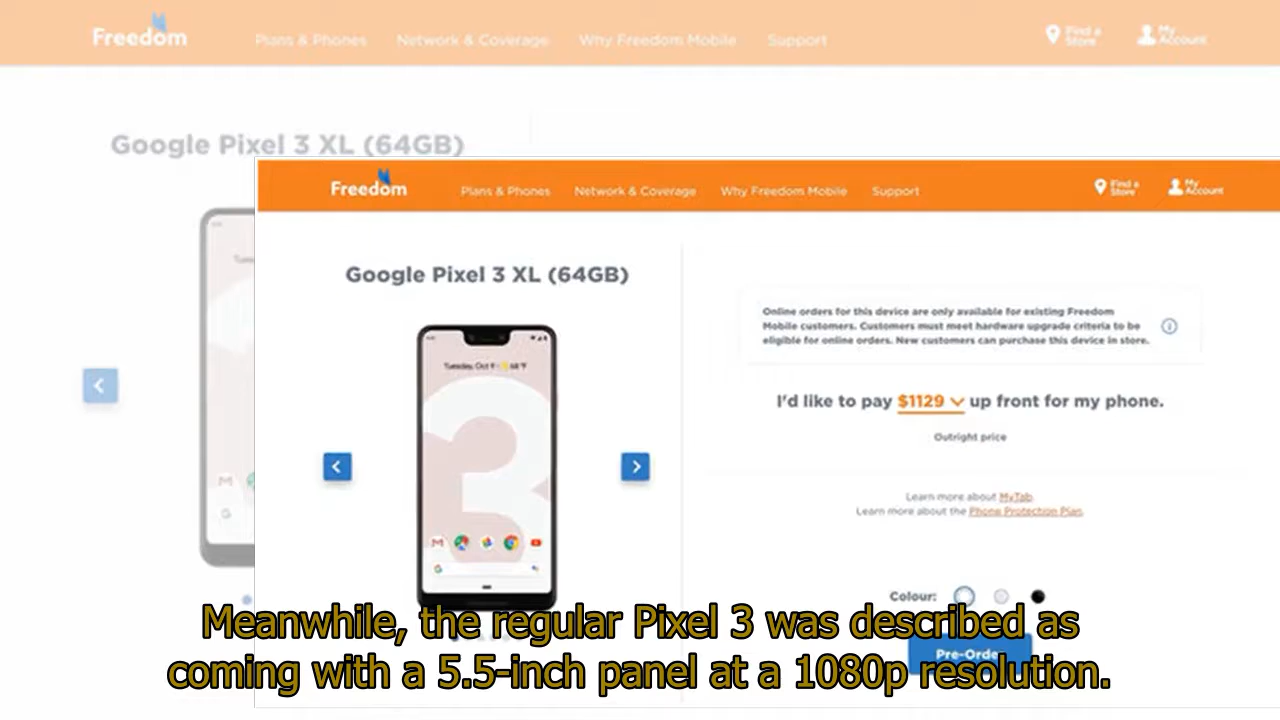 Freedom
Plans & Phones Network & Coverage Why Freedom Mobile Support
Find a Store
My Account
Google Pixel 3 XL (64GB)
Freedom
Plans & Phones Network & Coverage Why Freedom Mobile Support
Find a Store
My Account
Google Pixel 3 XL (64GB)
Tuesday, Oct 9
Online orders for this device are only available for existing Freedom
Mobile customers. Customers must meet hardware upgrade criteria to be
eligible for online orders. New customers can purchase this device in store.
I'd like to pay $1129 up front for my phone.
Outright price
Learn more about MyTab.
Learn more about the Phone Protection Plan.
Colour:
Pre-Order
Meanwhile, the regular Pixel 3 was described as
coming with a 5.5-inch panel at a 1080p resolution.